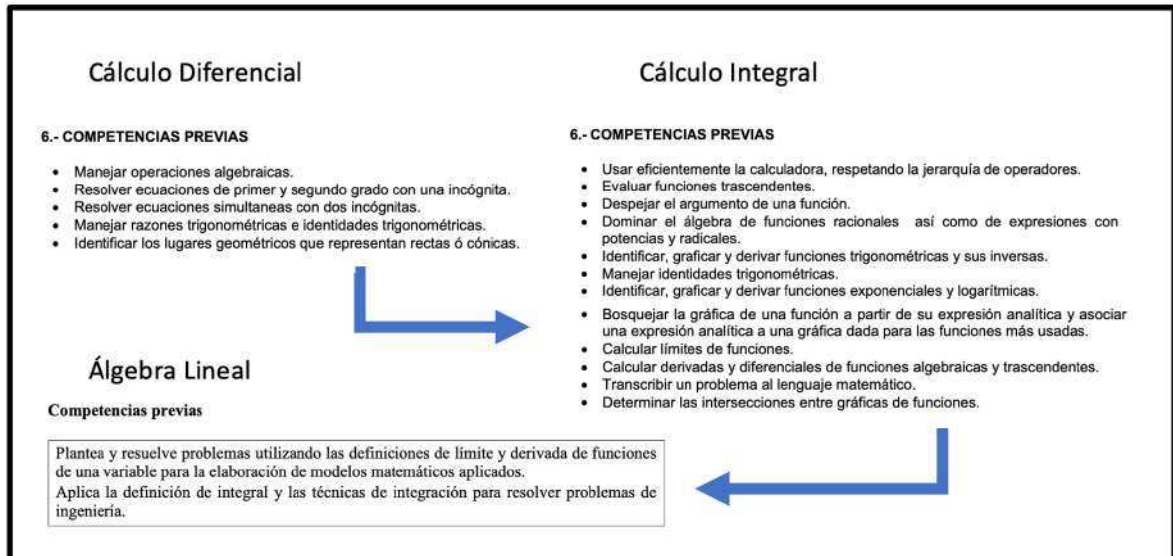 Cálculo Diferencial
6.- COMPETENCIAS PREVIAS
• Manejar operaciones algebraicas.
• Resolver ecuaciones de primer y segundo grado con una incógnita.
• Resolver ecuaciones simultaneas con dos incógnitas.
• Manejar razones trigonométricas e identidades trigonométricas.
• Identificar los lugares geométricos que representan rectas ó cónicas.
Cálculo Integral
6.- COMPETENCIAS PREVIAS
• Usar eficientemente la calculadora, respetando la jerarquía de operadores.
• Evaluar funciones trascendentes.
• Despejar el argumento de una función.
• Dominar el álgebra de funciones racionales así como de expresiones con
potencias y radicales.
• Identificar, graficar y derivar funciones trigonométricas y sus inversas.
• Manejar identidades trigonométricas.
• Identificar, graficar y derivar funciones exponenciales y logarítmicas.
• Bosquejar la gráfica de una función a partir de su expresión analítica y asociar
una expresión analítica a una gráfica dada para las funciones más usadas.
• Calcular límites de funciones.
• Calcular derivadas y diferenciales de funciones algebraicas y trascendentes.
• Transcribir un problema al lenguaje matemático.
• Determinar las intersecciones entre gráficas de funciones.
Álgebra Lineal
Competencias previas
Plantea y resuelve problemas utilizando las definiciones de límite y derivada de funciones
de una variable para la elaboración de modelos matemáticos aplicados.
Aplica la definición de integral y las técnicas de integración para resolver problemas de
ingeniería.